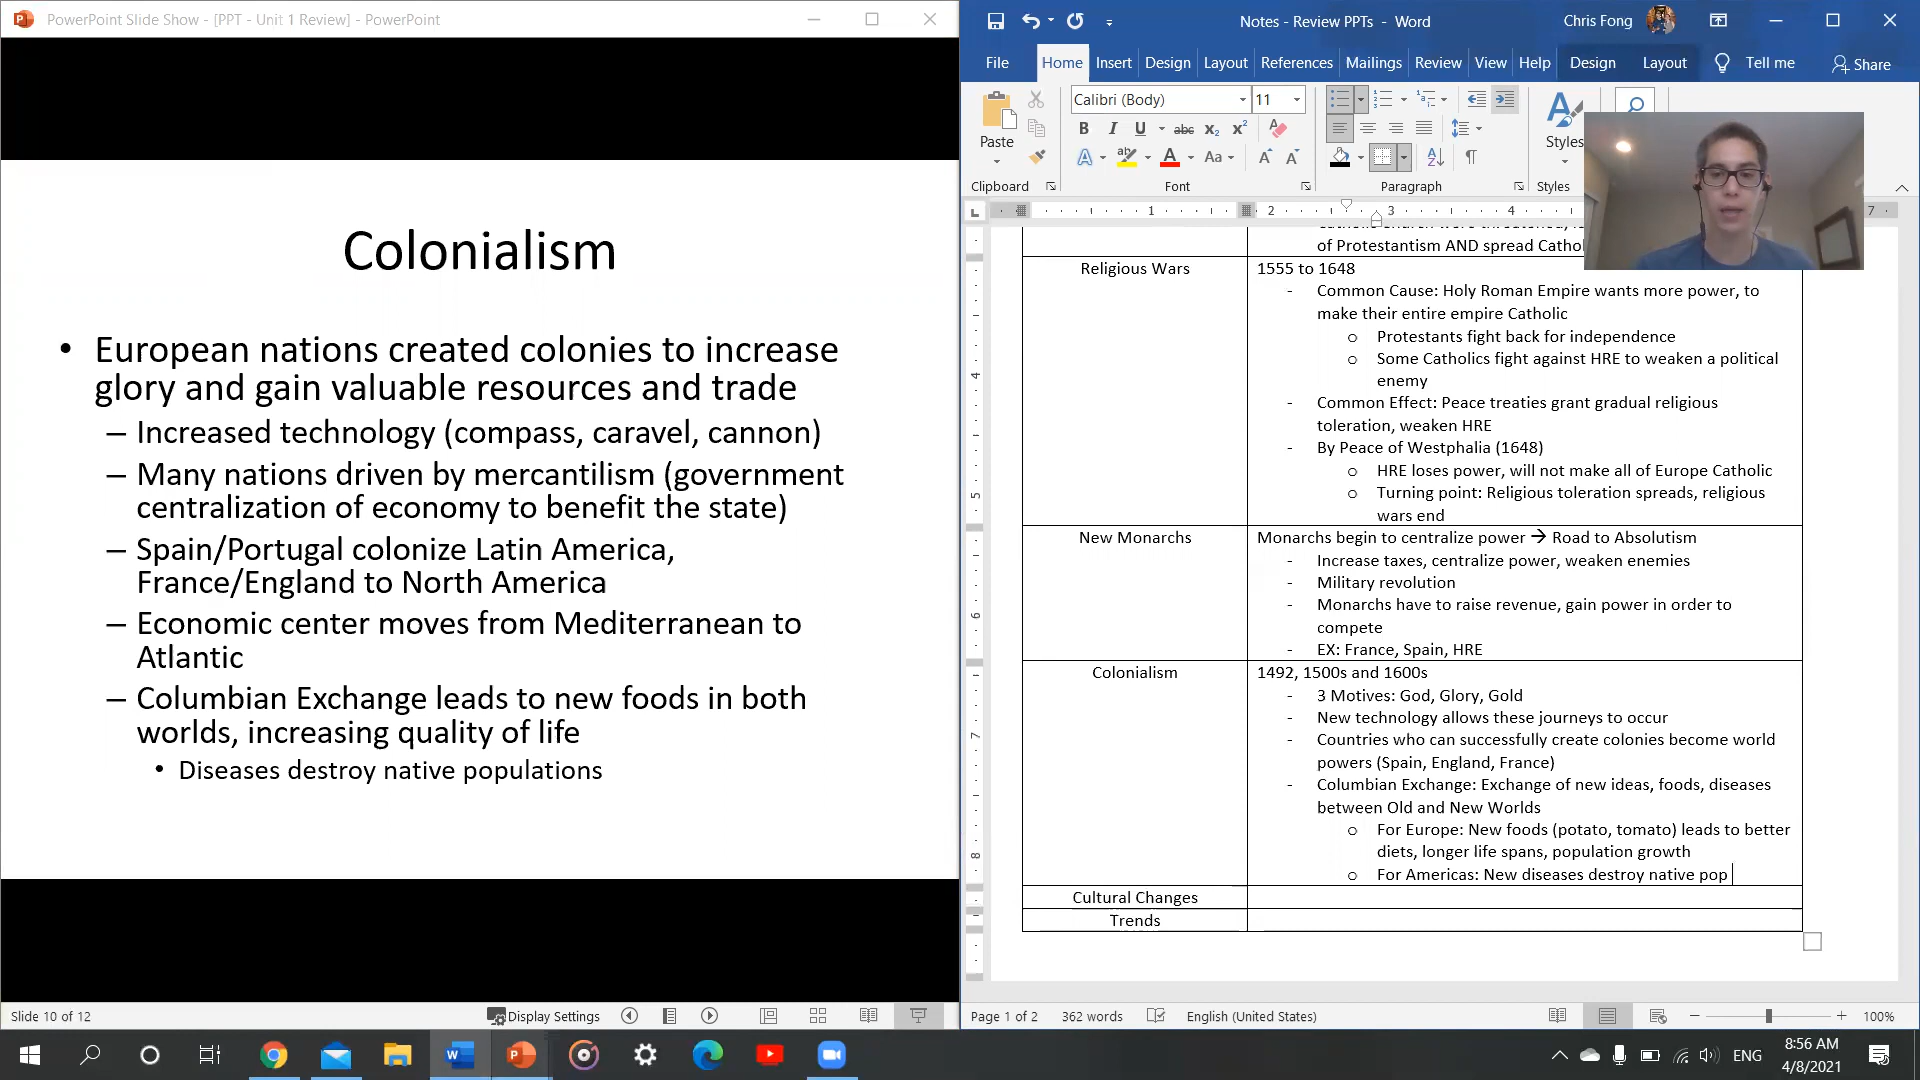 PowerPoint Slide Show - [PPT - Unit 1 Review] - PowerPoint
Colonialism
• European nations created colonies to increase
glory and gain valuable resources and trade
– Increased technology (compass, caravel, cannon)
– Many nations driven by mercantilism (government
centralization of economy to benefit the state)
– Spain/Portugal colonize Latin America,
France/England to North America
– Economic center moves from Mediterranean to
Atlantic
– Columbian Exchange leads to new foods in both
worlds, increasing quality of life
• Diseases destroy native populations
Slide 10 of 12
Display Settings
Notes - Review PPTs - Word
Chris Fong
File Home Insert Design Layout References Mailings Review View Help Design Layout Tell me Share
Calibri (Body) 11
Paste
B I U abc X₂ X²
Styles
A ab A Aa A A
Clipboard Font Paragraph Styles
1 2 3 4 7
of Protestantism AND spread Cathol
Religious Wars
1555 to 1648
- Common Cause: Holy Roman Empire wants more power, to
make their entire empire Catholic
o Protestants fight back for independence
o Some Catholics fight against HRE to weaken a political
enemy
- Common Effect: Peace treaties grant gradual religious
toleration, weaken HRE
- By Peace of Westphalia (1648)
o HRE loses power, will not make all of Europe Catholic
o Turning point: Religious toleration spreads, religious
wars end
New Monarchs
Monarchs begin to centralize power → Road to Absolutism
- Increase taxes, centralize power, weaken enemies
- Military revolution
- Monarchs have to raise revenue, gain power in order to
compete
- EX: France, Spain, HRE
Colonialism
1492, 1500s and 1600s
- 3 Motives: God, Glory, Gold
- New technology allows these journeys to occur
- Countries who can successfully create colonies become world
powers (Spain, England, France)
- Columbian Exchange: Exchange of new ideas, foods, diseases
between Old and New Worlds
o For Europe: New foods (potato, tomato) leads to better
diets, longer life spans, population growth
o For Americas: New diseases destroy native pop
Cultural Changes
Trends
4
5
6
7
8
Page 1 of 2 362 words English (United States) 100%
ENG
8:56 AM
4/8/2021